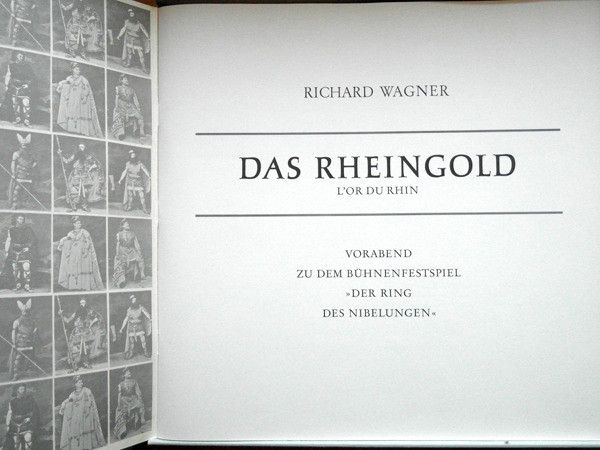 RICHARD WAGNER
DAS RHEINGOLD
L'OR DU RHIN
VORABEND
ZU DEM BÜHNENFESTSPIEL
»DER RING
DES NIBELUNGEN«